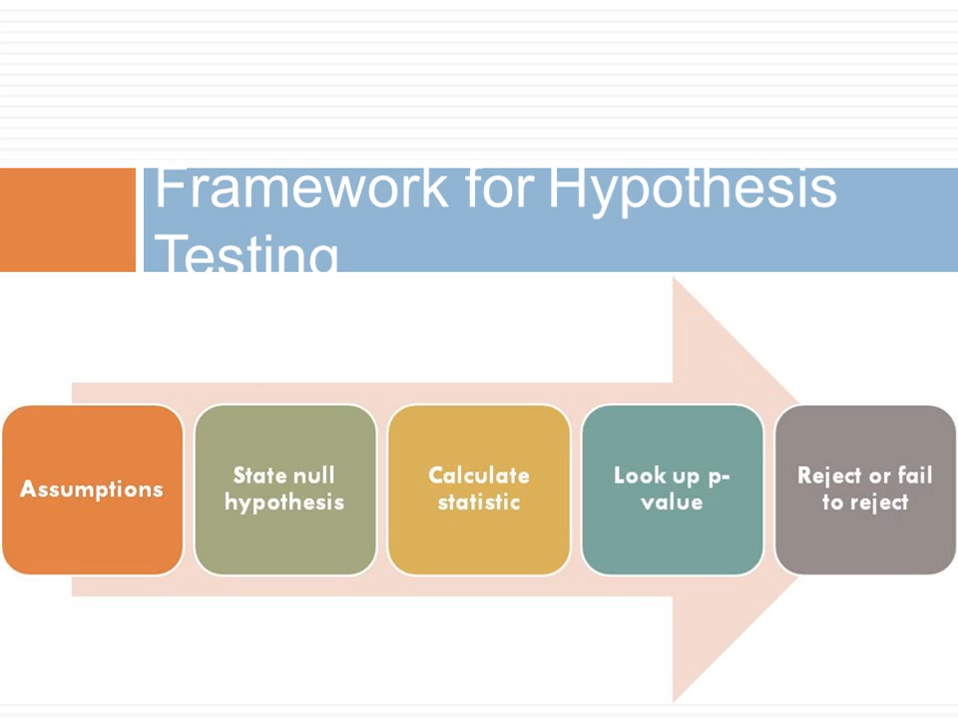 Framework for Hypothesis
Testing
Assumptions
State null
hypothesis
Calculate
statistic
Look up p-
value
Reject or fail
to reject